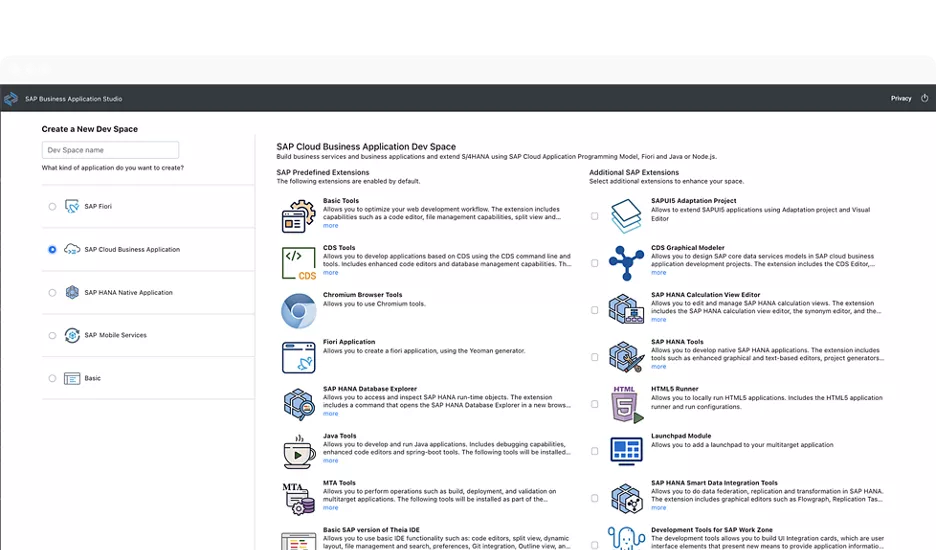 SAP Business Application Studio
Privacy
Create a New Dev Space
Dev Space name
What kind of application do you want to create?
SAP Fiori
SAP Cloud Business Application
SAP HANA Native Application
SAP Mobile Services
Basic
SAP Cloud Business Application Dev Space
Build business services and business applications and extend S/4HANA using SAP Cloud Application Programming Model, Fiori and Java or Node.js.
SAP Predefined Extensions
The following extensions are enabled by default.
Basic Tools
Allows you to optimize your web development workflow. The extension includes
capabilities such as a code editor, file management capabilities, split view and...
more
CDS
CDS Tools
Allows you to develop applications based on CDS using the CDS command line and
tools. Includes enhanced code editors and database management capabilities. Th...
more
Chromium Browser Tools
Allows you to use Chromium tools.
Fiori Application
Allows you to create a fiori application, using the Yeoman generator.
SAP HANA Database Explorer
Allows you to access and inspect SAP HANA run-time objects. The extension
includes a command that opens the SAP HANA Database Explorer in a new brows...
more
Java Tools
Allows you to develop and run Java applications. Includes debugging capabilities,
enhanced code editors and spring-boot tools. The following tools will be installed...
more
MTA
MTA Tools
Allows you to perform operations such as build, deployment, and validation on
multitarget applications. The following tools will be installed as part of the...
more
Basic SAP version of Theia IDE
Allows you to use basic IDE functionality such as: code editors, split view, dynamic
layout, file management and search, preferences, Git integration, Outline view, an...
Additional SAP Extensions
Select additional extensions to enhance your space.
SAPUI5 Adaptation Project
Allows to extend SAPUI5 applications using Adaptation project and Visual
Editor
CDS Graphical Modeler
Allows you to design SAP core data services models in SAP cloud business
application development projects. The extension includes the CDS Editor,...
more
SAP HANA Calculation View Editor
Allows you to edit and manage SAP HANA calculation views. The extension
includes the SAP HANA calculation view editor, the synonym editor, and the...
more
SAP HANA Tools
Allows you to develop native SAP HANA applications. The extension includes
tools such as enhanced graphical and text-based editors, project generators...
more
HTML
5
HTML5 Runner
Allows you to locally run HTML5 applications. Includes the HTML5 application
runner and run configurations.
Launchpad Module
Allows you to add a launchpad to your multitarget application
SAP HANA Smart Data Integration Tools
Allows you to do data federation, replication and transformation in SAP HANA.
The extension includes graphical editors such as Flowgraph, Replication Tas...
more
Development Tools for SAP Work Zone
The development tools allows you to build UI Integration cards, which are user
interface elements that present new means to provide application informatio...